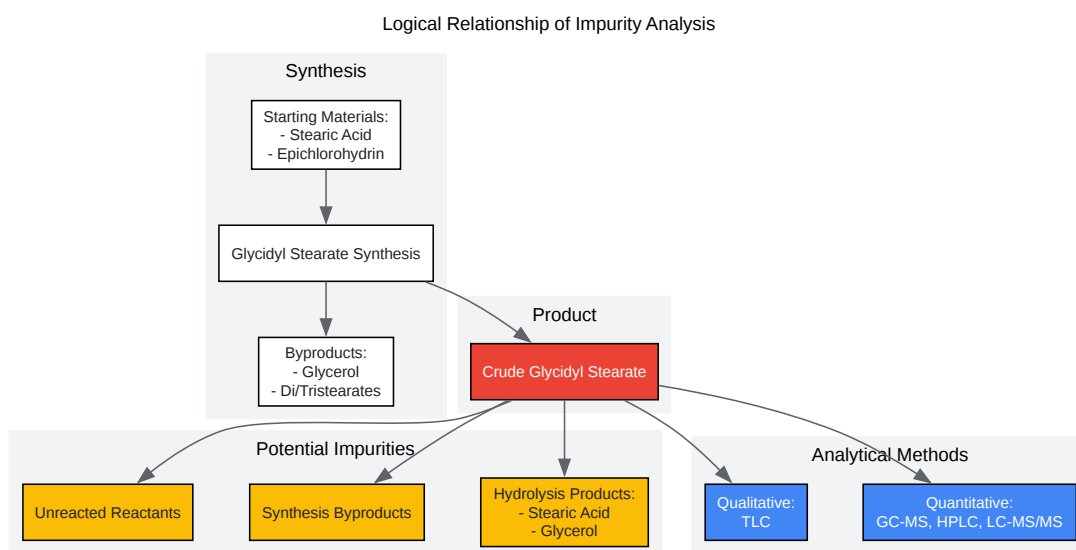 Logical Relationship of Impurity Analysis
Synthesis
Starting Materials:
- Stearic Acid
- Epichlorohydrin
Glycidyl Stearate Synthesis
Byproducts:
- Glycerol
- Di/Tristearates
Product
Crude Glycidyl Stearate
Potential Impurities
Unreacted Reactants
Synthesis Byproducts
Hydrolysis Products:
- Stearic Acid
- Glycerol
Analytical Methods
Qualitative:
TLC
Quantitative:
GC-MS, HPLC, LC-MS/MS